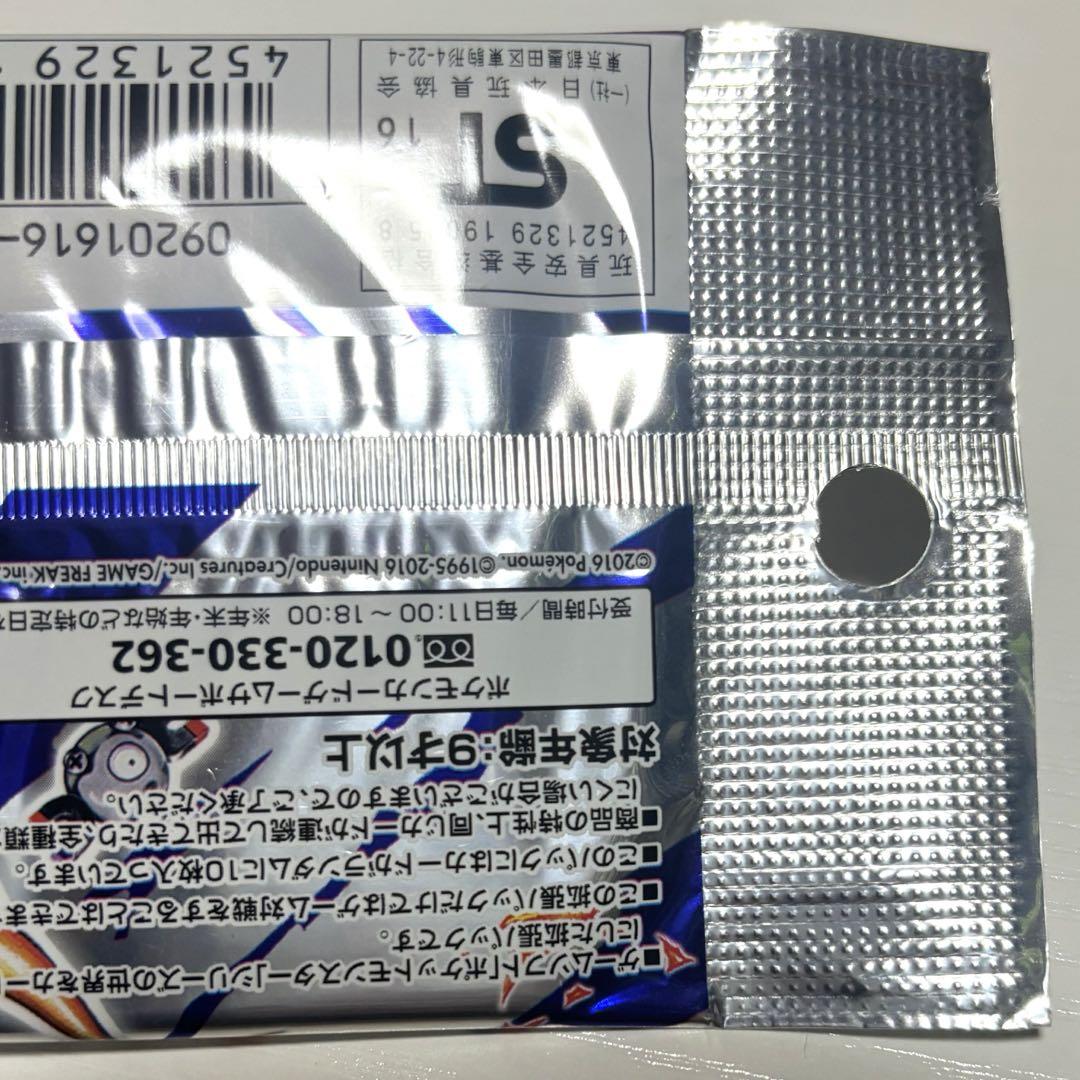 ■ゲームソフト「ポケットモンスター」シリーズの世界をカー
にした拡張パックです。
■この拡張パックだけではゲーム対戦をすることはできま
■このパックにはカードがランダムに10枚入っています。
■商品の特性上、同じカードが連続して出てきたり、全種類
にくい場合がございますので、ご了承ください。
対象年齢:9才以上
ポケモンカードゲームサポートデスク
0120-330-362
受付時間/毎日11:00~18:00 ※年末・年始などの特定日
©2016 Pokémon. ©1995-2016 Nintendo/Creatures Inc./GAME FREAK inc.
玩具安全基準合
4521329 19
ST
16
(一社)日本玩具協会
東京都墨田区東駒形4-22-4
09201616-
4521329